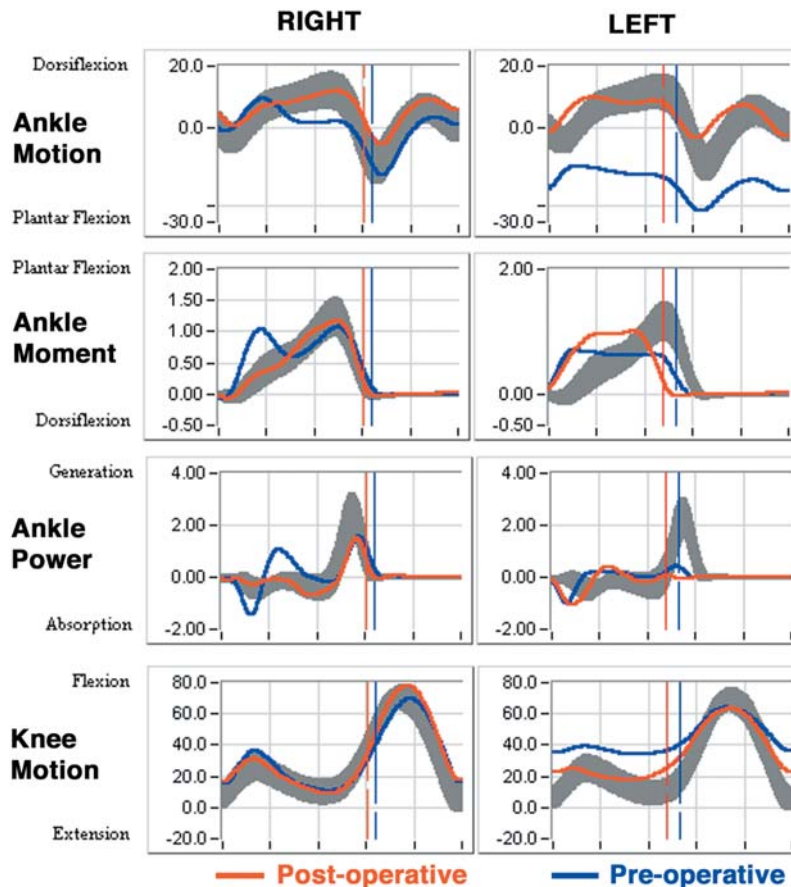 RIGHT LEFT
Dorsiflexion 20.0
Ankle Motion 0.0
Plantar Flexion -30.0
20.0
0.0
-30.0
Plantar Flexion 2.00
1.50
Ankle Moment 1.00
0.50
0.00
Dorsiflexion -0.50
2.00
0.00
-0.50
Generation 4.00
Ankle Power 2.00
0.00
Absorption -2.00
4.00
2.00
0.00
-2.00
Flexion 80.0
60.0
Knee Motion 40.0
20.0
0.0
Extension -20.0
80.0
60.0
40.0
20.0
0.0
-20.0
Post-operative Pre-operative